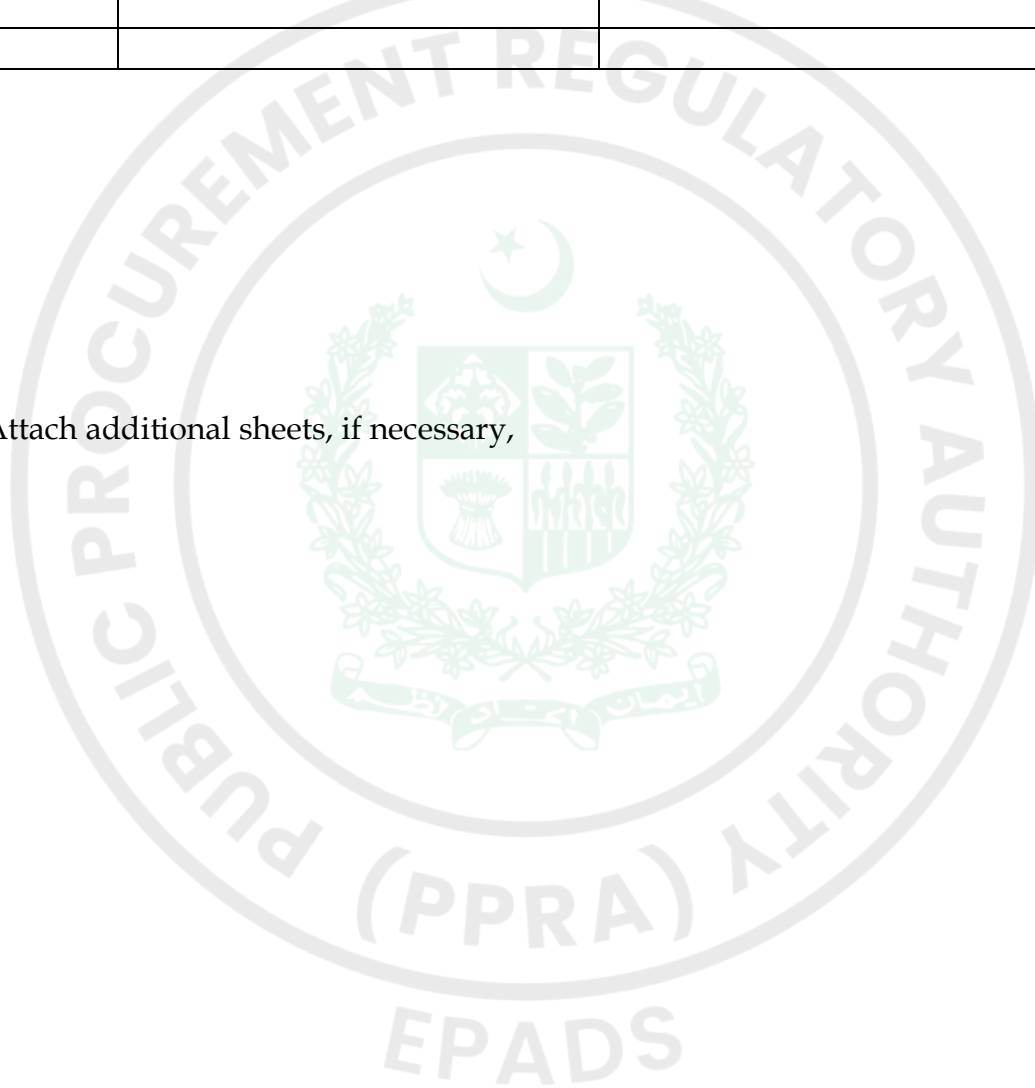 Attach additional sheets, if necessary,
PUBLIC PROCUREMENT REGULATORY AUTHORITY
(PPRA)
EPADS